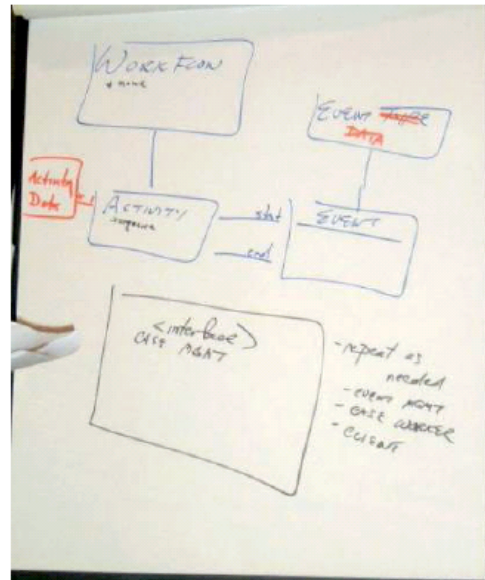 WORKFLOW
+ name
EVENT TYPE
DATA
Activity
Data
ACTIVITY
start
EVENT
end
<interface>
CASE MGMT
- repeat as
needed
- EVENT MGMT
- CASE WORKER
- CLIENT